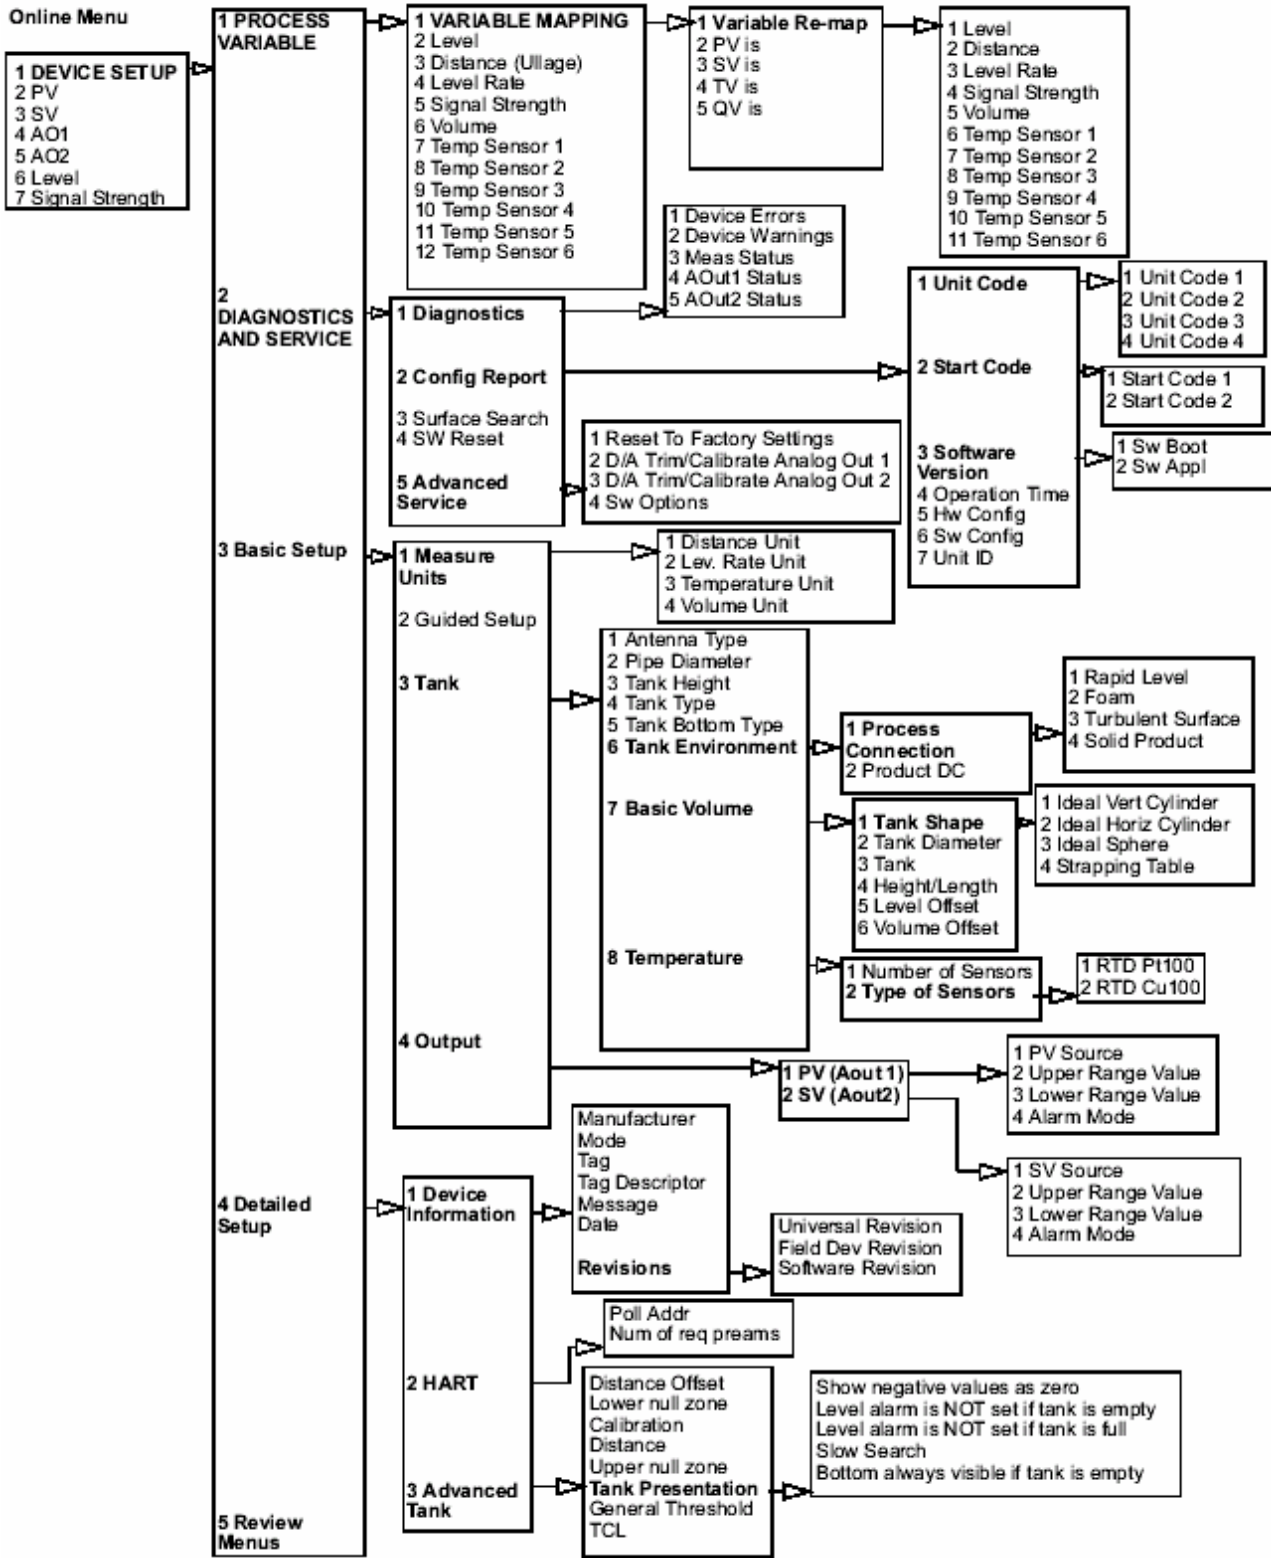 Online Menu
1 DEVICE SETUP
2 PV
3 SV
4 AO1
5 AO2
6 Level
7 Signal Strength
1 PROCESS
VARIABLE
2
DIAGNOSTICS
AND SERVICE
3 Basic Setup
4 Detailed
Setup
5 Review
Menus
1 VARIABLE MAPPING
2 Level
3 Distance (Ullage)
4 Level Rate
5 Signal Strength
6 Volume
7 Temp Sensor 1
8 Temp Sensor 2
9 Temp Sensor 3
10 Temp Sensor 4
11 Temp Sensor 5
12 Temp Sensor 6
1 Variable Re-map
2 PV is
3 SV is
4 TV is
5 QV is
1 Level
2 Distance
3 Level Rate
4 Signal Strength
5 Volume
6 Temp Sensor 1
7 Temp Sensor 2
8 Temp Sensor 3
9 Temp Sensor 4
10 Temp Sensor 5
11 Temp Sensor 6
1 Diagnostics
2 Config Report
3 Surface Search
4 SW Reset
5 Advanced
Service
1 Device Errors
2 Device Warnings
3 Meas Status
4 AOut1 Status
5 AOut2 Status
1 Unit Code
2 Start Code
3 Software
Version
4 Operation Time
5 Hw Config
6 Sw Config
7 Unit ID
1 Unit Code 1
2 Unit Code 2
3 Unit Code 3
4 Unit Code 4
1 Start Code 1
2 Start Code 2
1 Sw Boot
2 Sw Appl
1 Reset To Factory Settings
2 D/A Trim/Calibrate Analog Out 1
3 D/A Trim/Calibrate Analog Out 2
4 Sw Options
1 Measure
Units
2 Guided Setup
3 Tank
4 Output
1 Distance Unit
2 Lev. Rate Unit
3 Temperature Unit
4 Volume Unit
1 Antenna Type
2 Pipe Diameter
3 Tank Height
4 Tank Type
5 Tank Bottom Type
6 Tank Environment
7 Basic Volume
8 Temperature
1 Process
Connection
2 Product DC
1 Rapid Level
2 Foam
3 Turbulent Surface
4 Solid Product
1 Tank Shape
2 Tank Diameter
3 Tank
4 Height/Length
5 Level Offset
6 Volume Offset
1 Ideal Vert Cylinder
2 Ideal Horiz Cylinder
3 Ideal Sphere
4 Strapping Table
1 Number of Sensors
2 Type of Sensors
1 RTD Pt100
2 RTD Cu100
1 PV (Aout 1)
2 SV (Aout2)
1 PV Source
2 Upper Range Value
3 Lower Range Value
4 Alarm Mode
1 SV Source
2 Upper Range Value
3 Lower Range Value
4 Alarm Mode
1 Device
Information
2 HART
3 Advanced
Tank
Manufacturer
Mode
Tag
Tag Descriptor
Message
Date
Revisions
Universal Revision
Field Dev Revision
Software Revision
Poll Addr
Num of req preams
Distance Offset
Lower null zone
Calibration
Distance
Upper null zone
Tank Presentation
General Threshold
TCL
Show negative values as zero
Level alarm is NOT set if tank is empty
Level alarm is NOT set if tank is full
Slow Search
Bottom always visible if tank is empty